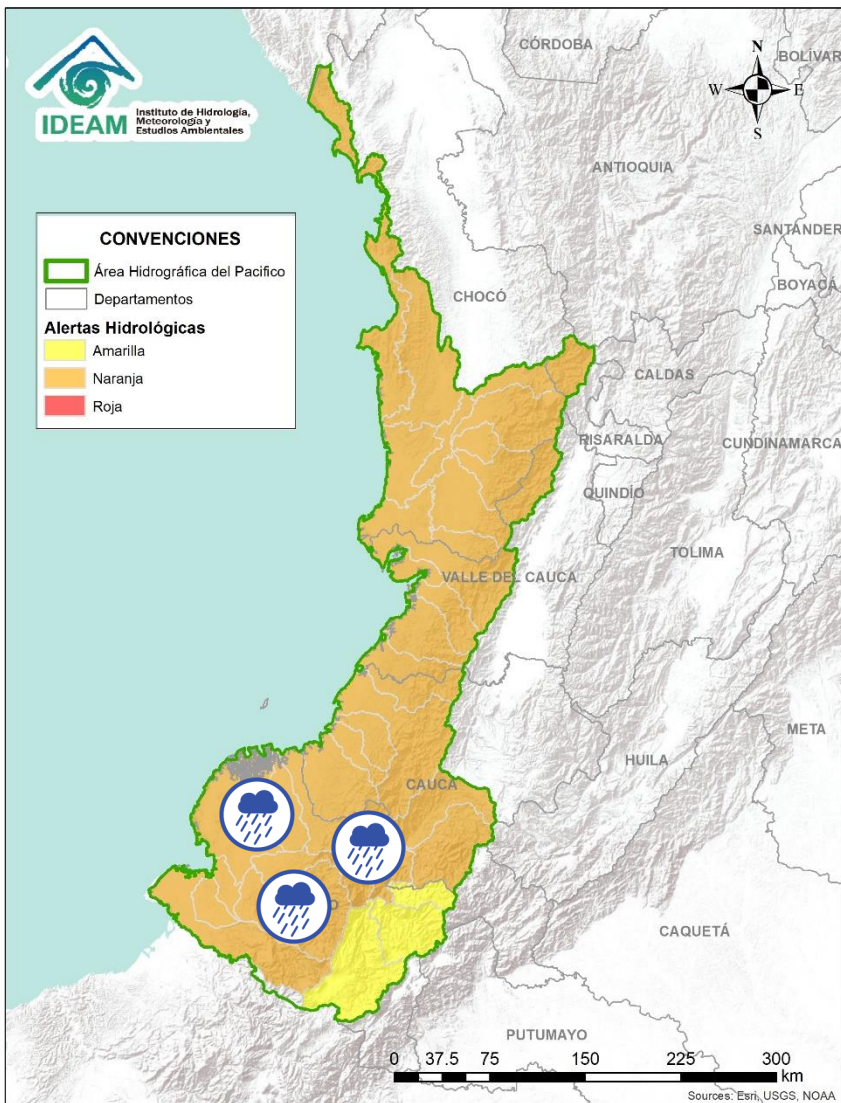 IDEAM
Instituto de Hidrología,
Meteorología y
Estudios Ambientales
N
W
E
S
CÓRDOBA
BOLÍVAR
ANTIOQUIA
SANTANDER
BOYACÁ
CHOCÓ
CALDAS
RISARALDA
CUNDINAMARCA
QUINDÍO
TOLIMA
VALLE DEL CAUCA
META
HUILA
CAUCA
CAQUETÁ
PUTUMAYO
CONVENCIONES
Área Hidrográfica del Pacifico
Departamentos
Alertas Hidrológicas
Amarilla
Naranja
Roja
0 37.5 75 150 225 300
km
Sources: Esri, USGS, NOAA